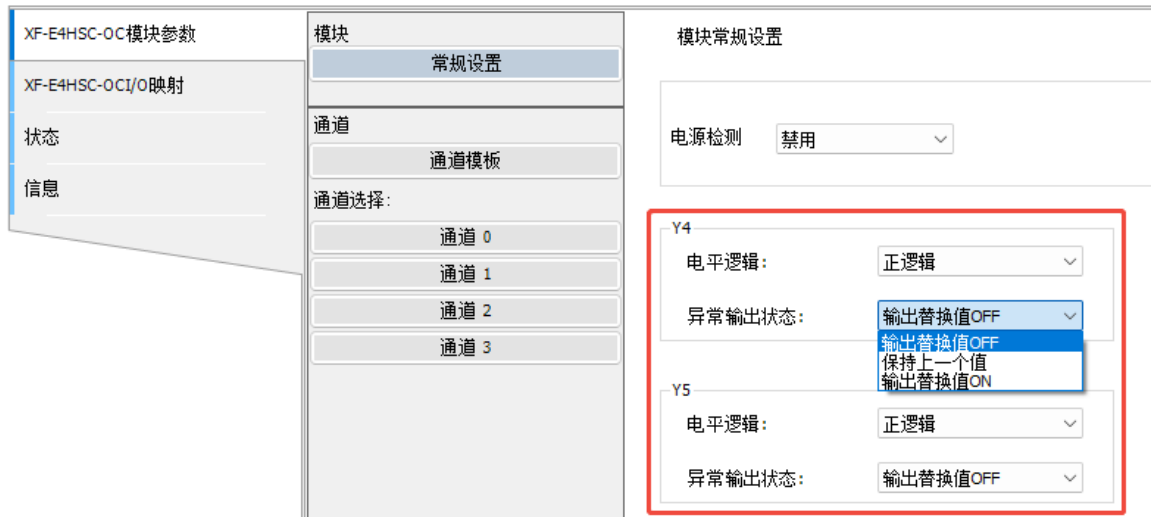 XF-E4HSC-OC模块参数
XF-E4HSC-OCI/O映射
状态
信息
模块
常规设置
通道
通道模板
通道选择:
通道 0
通道 1
通道 2
通道 3
模块常规设置
电源检测 禁用
Y4
电平逻辑: 正逻辑
异常输出状态: 输出替换值OFF
输出替换值OFF
保持上一个值
输出替换值ON
Y5
电平逻辑: 正逻辑
异常输出状态: 输出替换值OFF